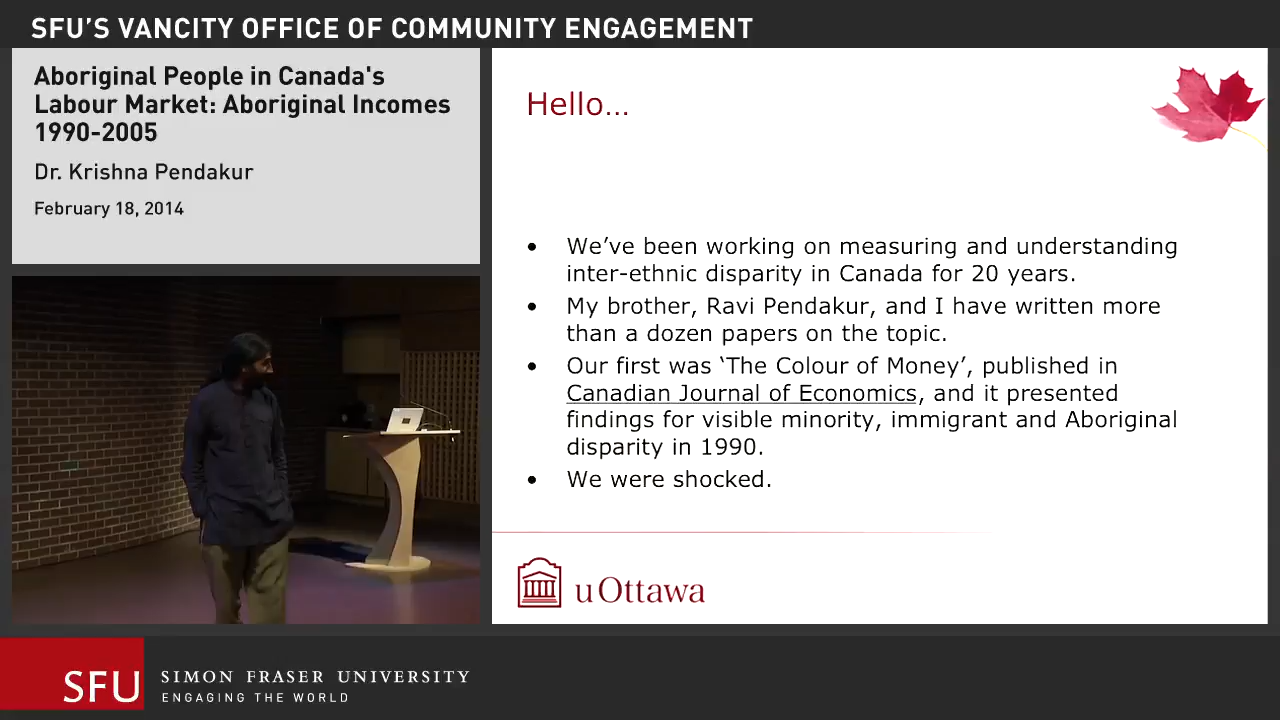 SFU'S VANCITY OFFICE OF COMMUNITY ENGAGEMENT
Aboriginal People in Canada's
Labour Market: Aboriginal Incomes
1990-2005
Dr. Krishna Pendakur
February 18, 2014
Hello…
• We’ve been working on measuring and understanding
inter-ethnic disparity in Canada for 20 years.
• My brother, Ravi Pendakur, and I have written more
than a dozen papers on the topic.
• Our first was ‘The Colour of Money’, published in
Canadian Journal of Economics, and it presented
findings for visible minority, immigrant and Aboriginal
disparity in 1990.
• We were shocked.
uOttawa
SFU
SIMON FRASER UNIVERSITY
ENGAGING THE WORLD